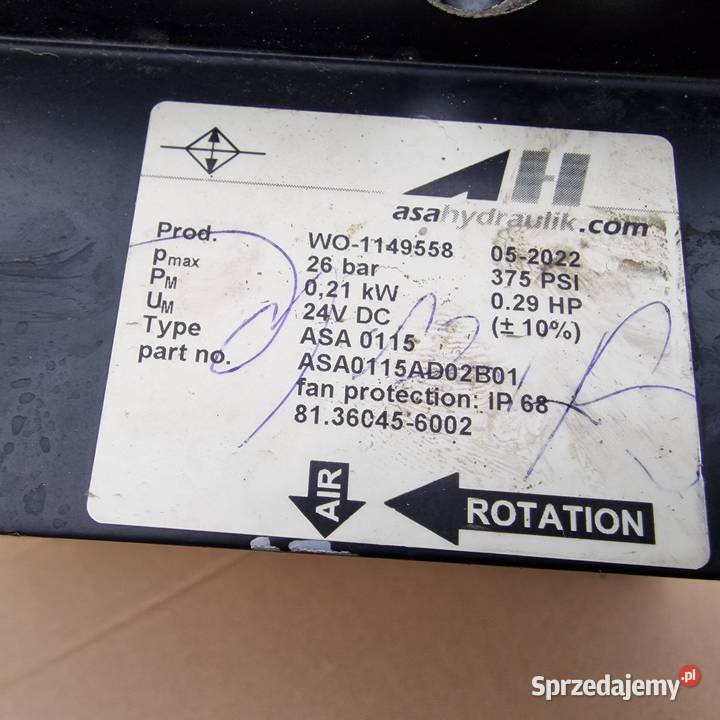 AH
asahydraulik.com
Prod. WO-1149558 05-2022
pmax 26 bar 375 PSI
PM 0,21 kW 0.29 HP
UM 24V DC (± 10%)
Type ASA 0115
part no. ASA0115AD02B01
fan protection: IP 68
81.36045-6002
AIR
ROTATION
Sprzedajemy.pl